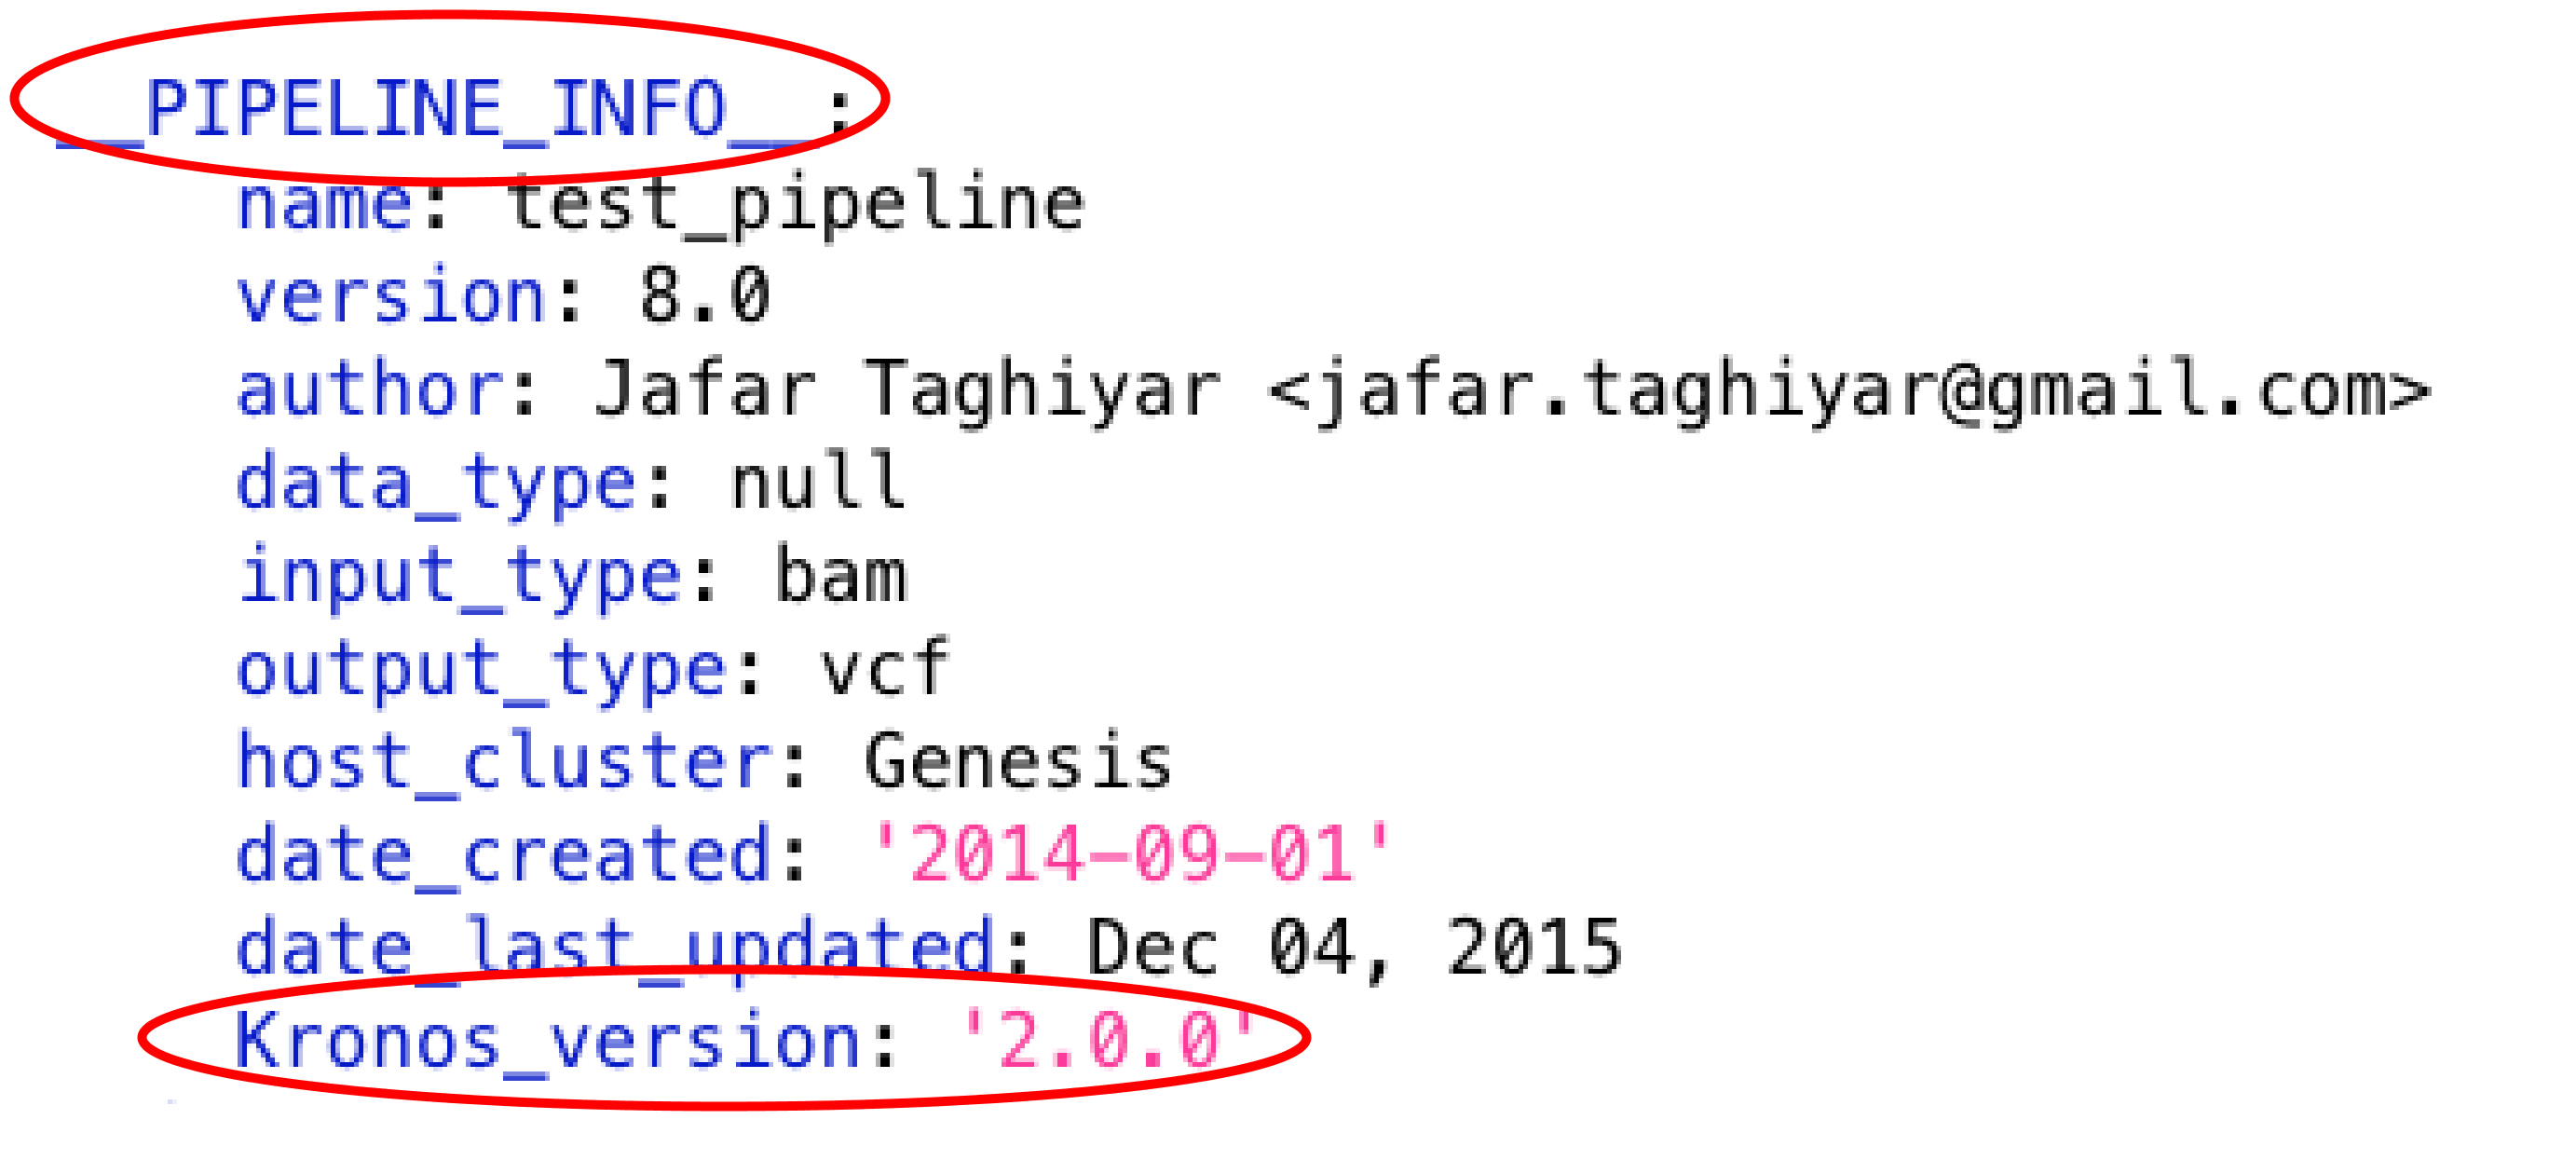 __PIPELINE_INFO__:
name: test_pipeline
version: 8.0
author: Jafar Taghiyar <jafar.taghiyar@gmail.com>
data_type: null
input_type: bam
output_type: vcf
host_cluster: Genesis
date_created: '2014-09-01'
date_last_updated: Dec 04, 2015
Kronos_version: '2.0.0'